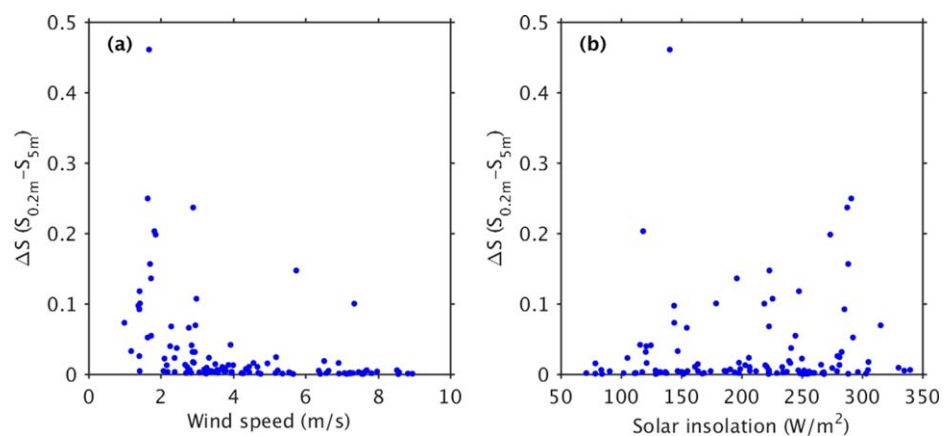 0.5
(a)
0.4
0.3
0.2
0.1
0
0 2 4 6 8 10
ΔS (S0.2m−S5m)
Wind speed (m/s)
0.5
(b)
0.4
0.3
0.2
0.1
0
50 100 150 200 250 300 350
ΔS (S0.2m−S5m)
Solar insolation (W/m²)